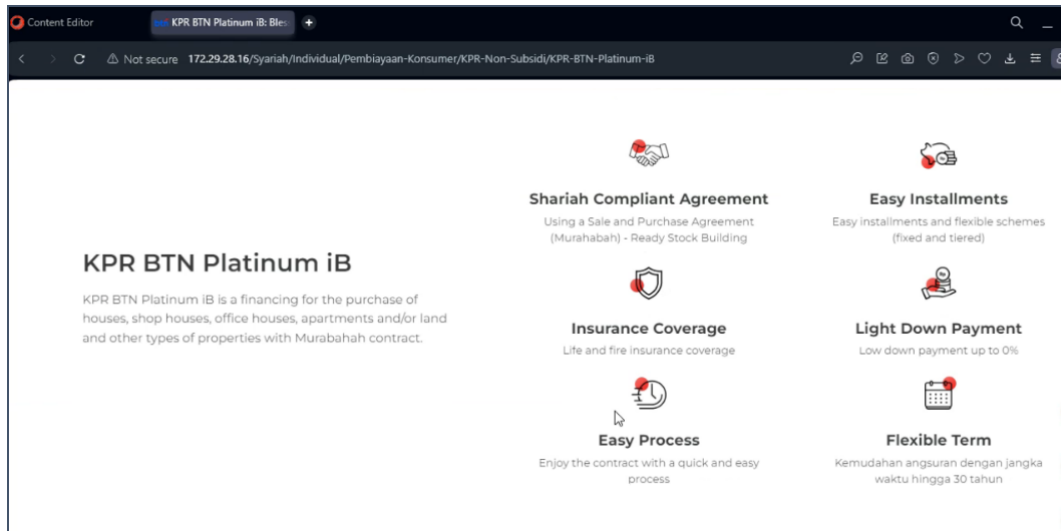 Content Editor
KPR BTN Platinum iB: Bles
Not secure 172.29.28.16/Syariah/Individual/Pembiayaan-Konsumer/KPR-Non-Subsidi/KPR-BTN-Platinum-iB
KPR BTN Platinum iB
KPR BTN Platinum iB is a financing for the purchase of
houses, shop houses, office houses, apartments and/or land
and other types of properties with Murabahah contract.
Shariah Compliant Agreement
Using a Sale and Purchase Agreement
(Murahabah) - Ready Stock Building
Easy Installments
Easy installments and flexible schemes
(fixed and tiered)
Insurance Coverage
Life and fire insurance coverage
Light Down Payment
Low down payment up to 0%
Easy Process
Enjoy the contract with a quick and easy
process
Flexible Term
Kemudahan angsuran dengan jangka
waktu hingga 30 tahun